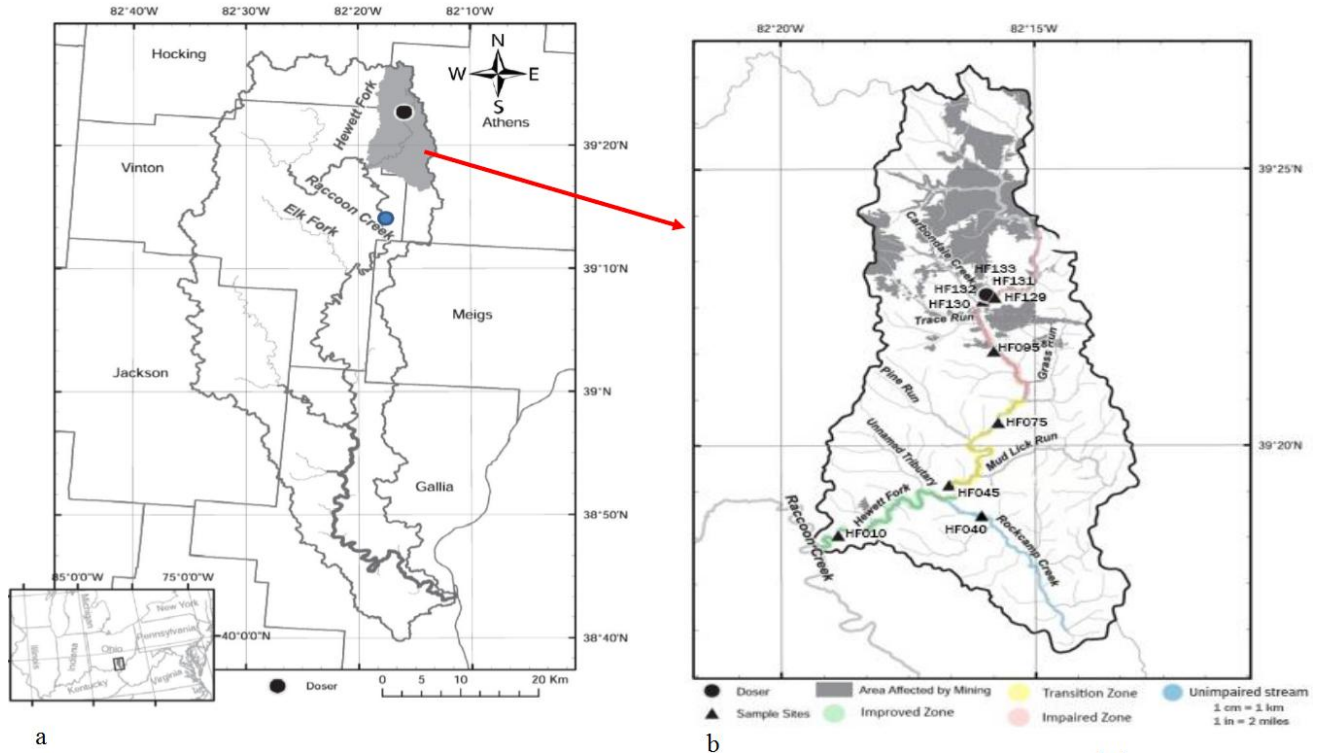 82°40'W
82°30'W
82°20'W
82°10'W
Hocking
N
W
E
S
Hewett Fork
Athens
39°20'N
Vinton
Raccoon Creek
Elk Fork
39°10'N
Meigs
Jackson
39°N
Gallia
38°50'N
85°0'0"W
75°0'0"W
Michigan
New York
Pennsylvania
40°0'0"N
Ohio
Indiana
Illinois
Virginia
Kentucky
38°40'N
Doser
0 5 10 20 Km
a
82°20'W
82°15'W
39°25'N
Carbondale Creek
HF133
HF131
HF132
HF129
HF130
Trace Run
HF095
Grass Run
Pine Run
HF075
39°20'N
Unnamed Tributary
Mud Lick Run
HF045
Hewett Fork
HF040
Rockcamp Creek
HF010
Raccoon Creek
Doser
Area Affected by Mining
Transition Zone
Unimpaired stream
Sample Sites
Improved Zone
Impaired Zone
1 cm = 1 km
1 in = 2 miles
b